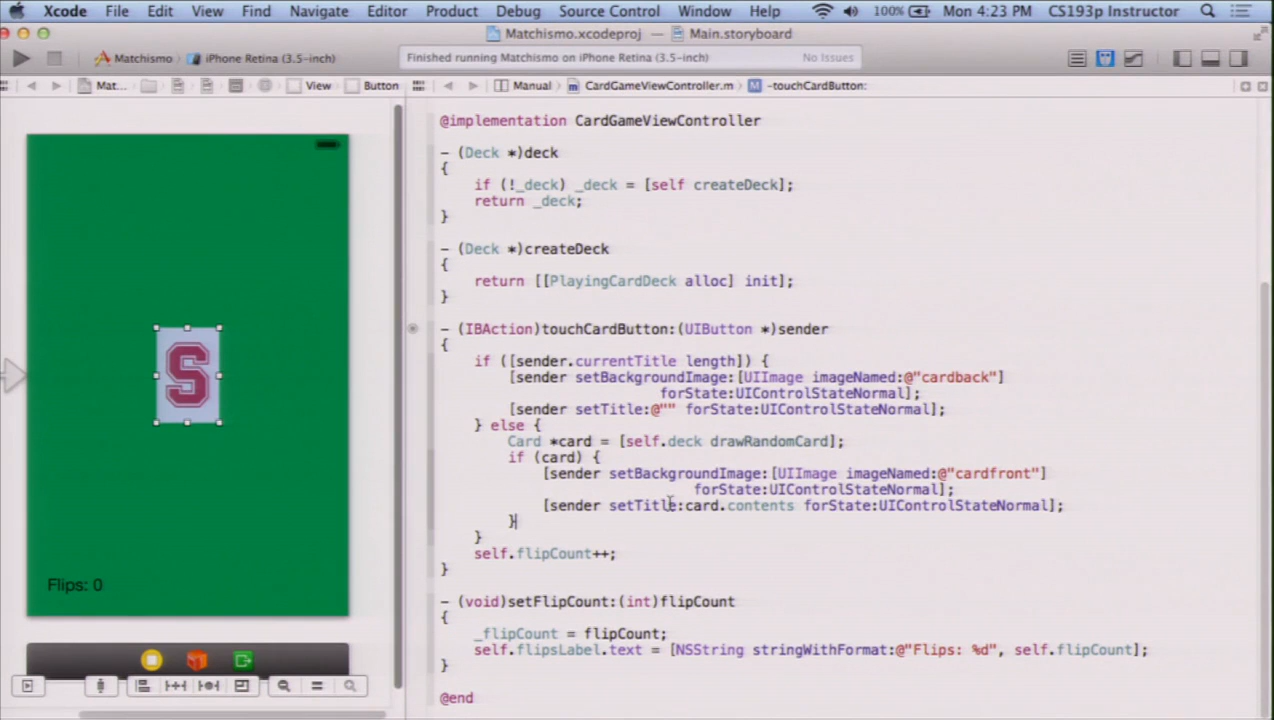 Xcode File Edit View Find Navigate Editor Product Debug Source Control Window Help 100% Mon 4:23 PM CS193p Instructor
Matchismo.xcodeproj — Main.storyboard
Matchismo iPhone Retina (3.5-inch) Finished running Matchismo on iPhone Retina (3.5-inch) No Issues
Mat... View Button Manual CardGameViewController.m M -touchCardButton:
@implementation CardGameViewController
- (Deck *)deck
{
if (!_deck) _deck = [self createDeck];
return _deck;
}
- (Deck *)createDeck
{
return [[PlayingCardDeck alloc] init];
}
- (IBAction)touchCardButton:(UIButton *)sender
{
if ([sender.currentTitle length]) {
[sender setBackgroundImage:[UIImage imageNamed:@"cardback"]
forState:UIControlStateNormal];
[sender setTitle:@"" forState:UIControlStateNormal];
} else {
Card *card = [self.deck drawRandomCard];
if (card) {
[sender setBackgroundImage:[UIImage imageNamed:@"cardfront"]
forState:UIControlStateNormal];
[sender setTitle:card.contents forState:UIControlStateNormal];
}
}
self.flipCount++;
}
- (void)setFlipCount:(int)flipCount
{
_flipCount = flipCount;
self.flipsLabel.text = [NSString stringWithFormat:@"Flips: %d", self.flipCount];
}
@end
S
Flips: 0